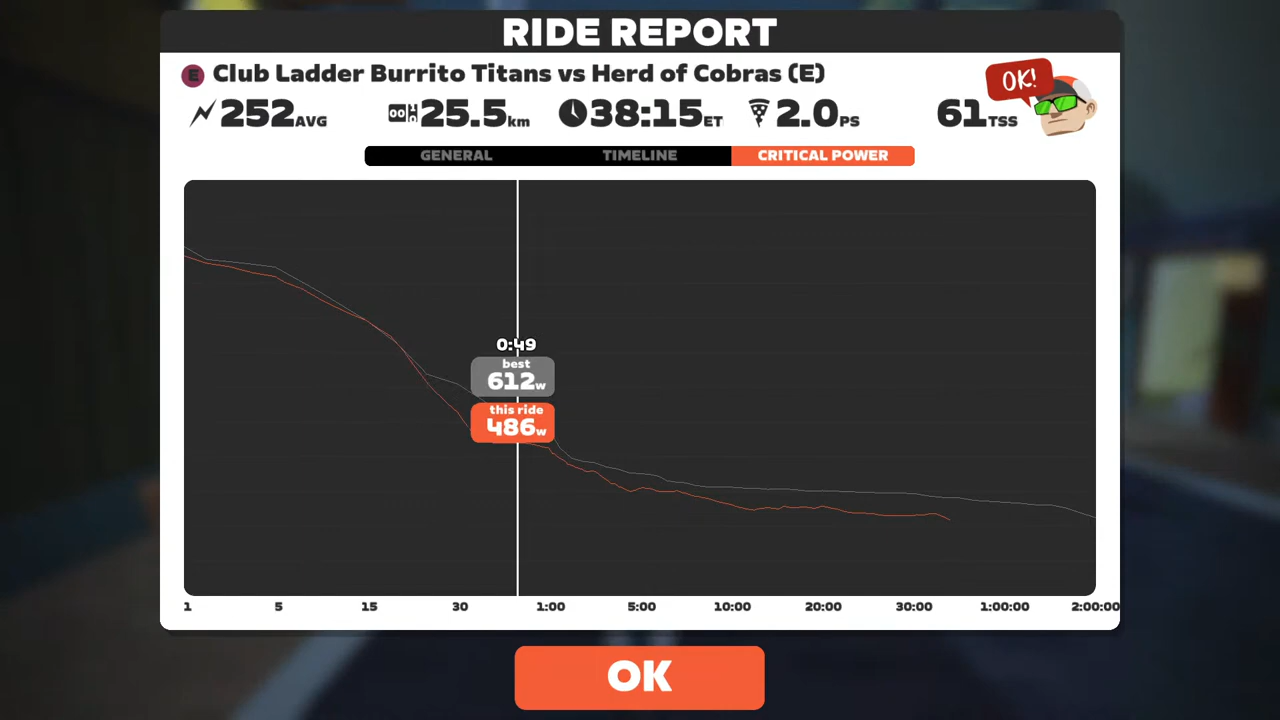 RIDE REPORT
E Club Ladder Burrito Titans vs Herd of Cobras (E)
OK!
252AVG 25.5km 38:15ET 2.0PS 61TSS
GENERAL TIMELINE CRITICAL POWER
0:49
best
612w
this ride
486w
1 5 15 30 1:00 5:00 10:00 20:00 30:00 1:00:00 2:00:00
OK